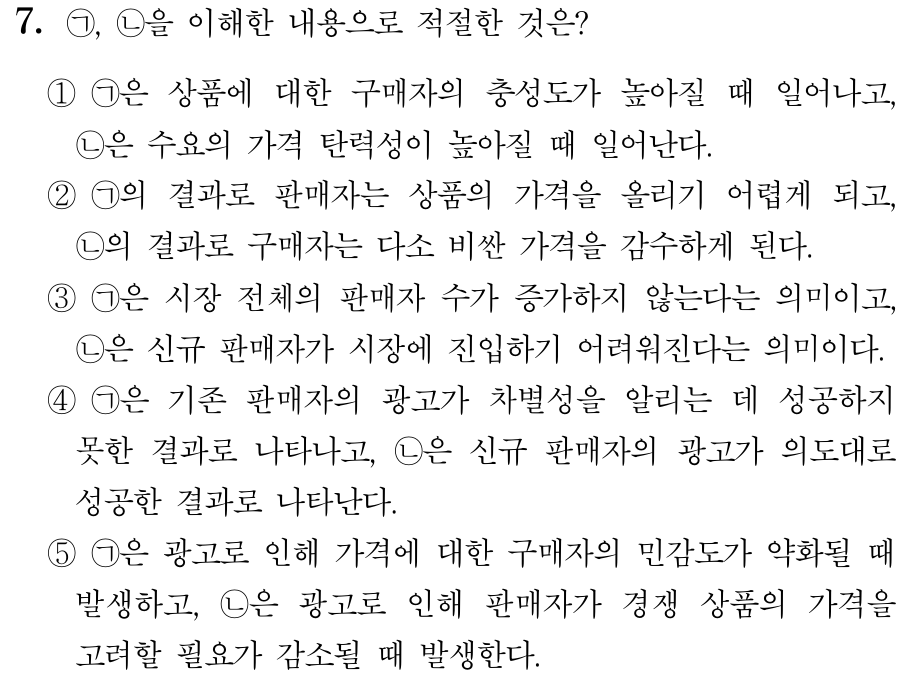 7. ㉠, ㉡을 이해한 내용으로 적절한 것은?
① ㉠은 상품에 대한 구매자의 충성도가 높아질 때 일어나고,
㉡은 수요의 가격 탄력성이 높아질 때 일어난다.
② ㉠의 결과로 판매자는 상품의 가격을 올리기 어렵게 되고,
㉡의 결과로 구매자는 다소 비싼 가격을 감수하게 된다.
③ ㉠은 시장 전체의 판매자 수가 증가하지 않는다는 의미이고,
㉡은 신규 판매자가 시장에 진입하기 어려워진다는 의미이다.
④ ㉠은 기존 판매자의 광고가 차별성을 알리는 데 성공하지
못한 결과로 나타나고, ㉡은 신규 판매자의 광고가 의도대로
성공한 결과로 나타난다.
⑤ ㉠은 광고로 인해 가격에 대한 구매자의 민감도가 약화될 때
발생하고, ㉡은 광고로 인해 판매자가 경쟁 상품의 가격을
고려할 필요가 감소될 때 발생한다.